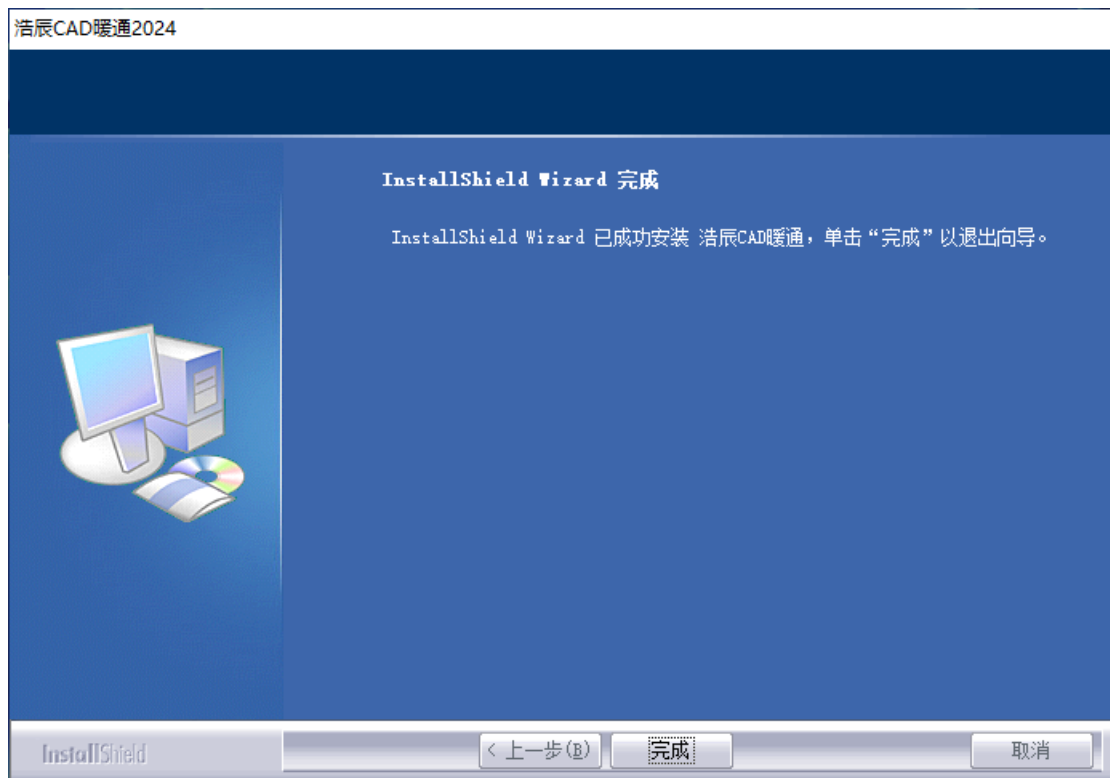 浩辰CAD暖通2024
InstallShield Wizard 完成
InstallShield Wizard 已成功安装 浩辰CAD暖通，单击“完成”以退出向导。
InstallShield
< 上一步(B)
完成
取消